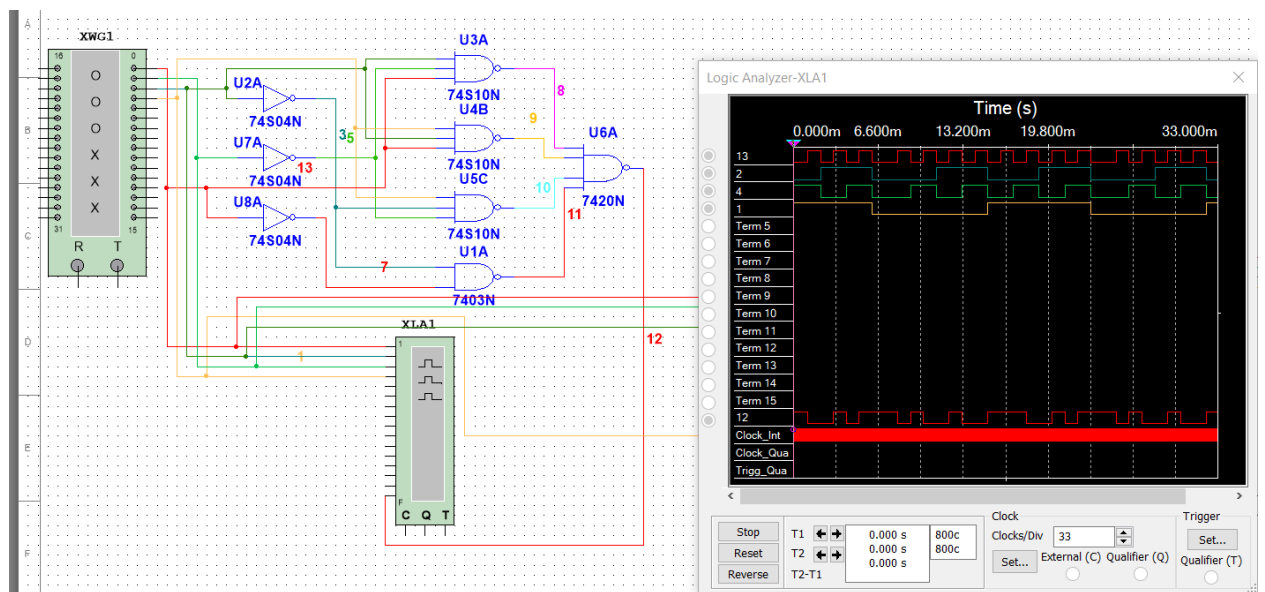 A
B
C
D
E
F
XWG1
16 0
O
O
O
X
X
X
31 15
R T
U2A
74S04N
U7A
74S04N
U8A
74S04N
3
5
13
7
U3A
74S10N
U4B
74S10N
U5C
74S10N
U1A
7403N
8
9
10
11
U6A
7420N
12
1
XLA1
1
F
C Q T
Logic Analyzer-XLA1
Time (s)
0.000m 6.600m 13.200m 19.800m 33.000m
13
2
4
1
Term 5
Term 6
Term 7
Term 8
Term 9
Term 10
Term 11
Term 12
Term 13
Term 14
Term 15
12
Clock_Int
Clock_Qua
Trigg_Qua
Stop
Reset
Reverse
T1
T2
T2-T1
0.000 s 800c
0.000 s 800c
0.000 s
Clock
Clocks/Div 33
Set... External (C) Qualifier (Q)
Trigger
Set...
Qualifier (T)